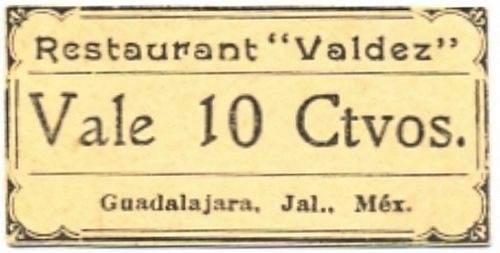 Restaurant "Valdez"
Vale 10 Ctvos.
Guadalajara, Jal., Méx.